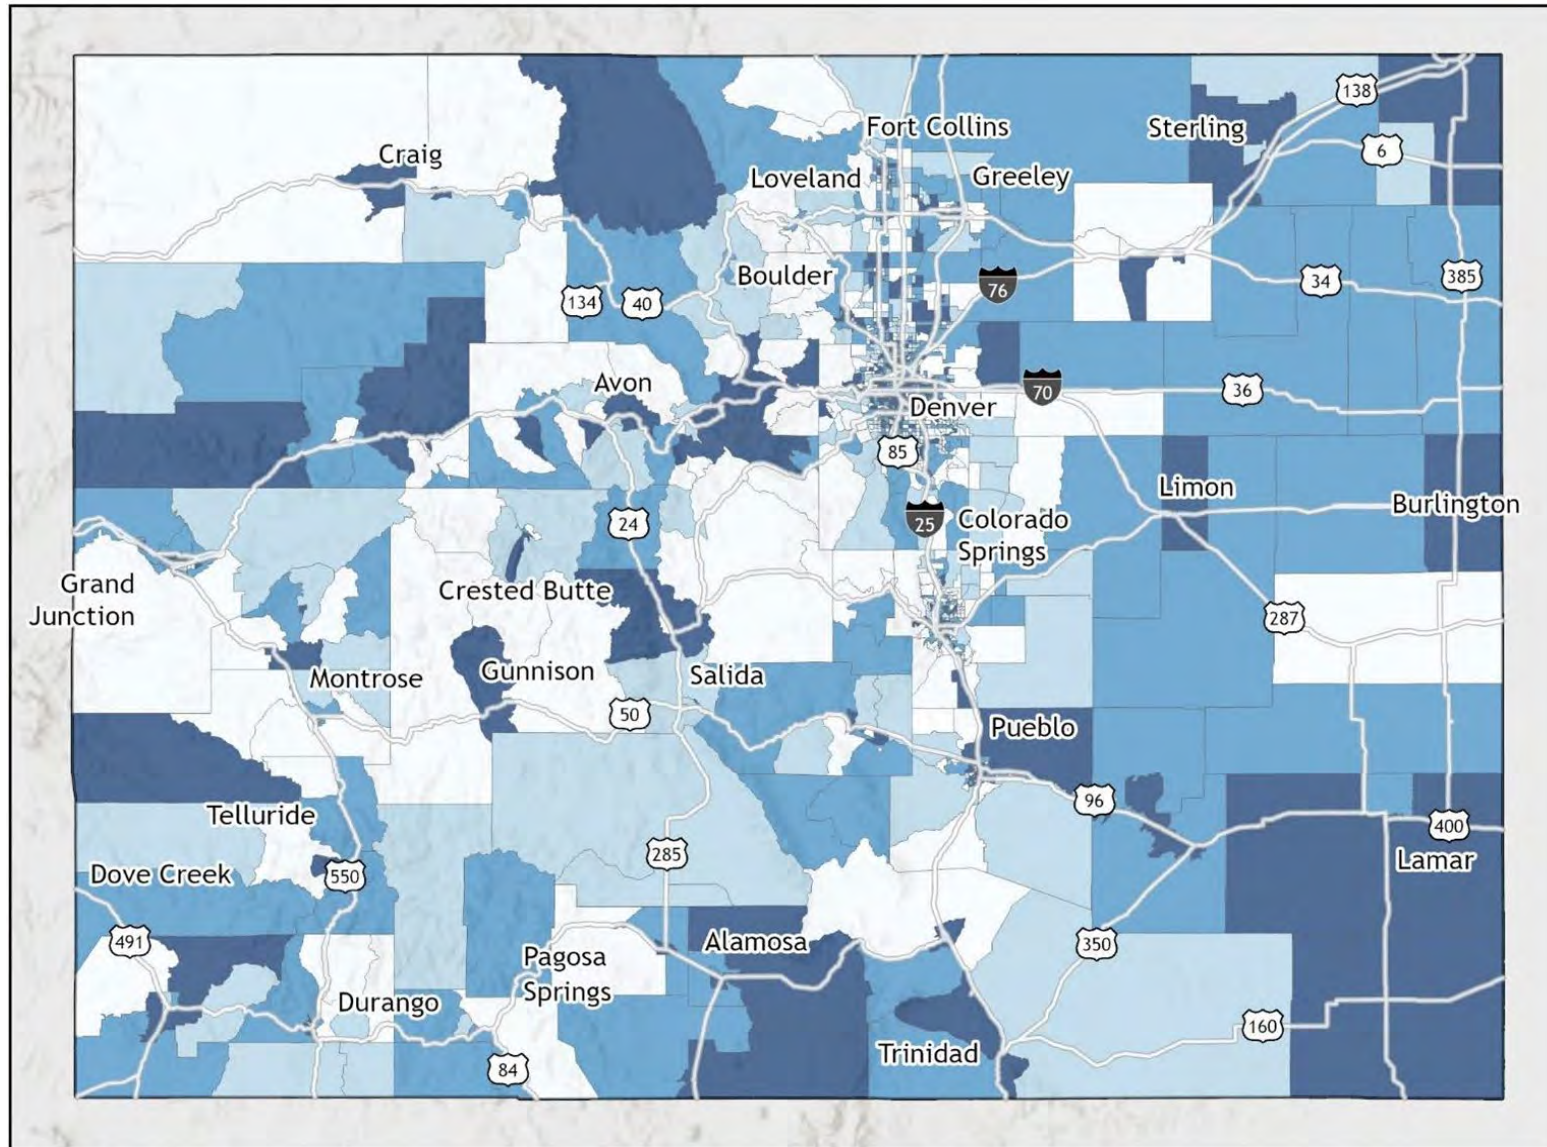 138
Fort Collins
Sterling
Craig
6
Loveland
Greeley
Boulder
76
34
385
134
40
Avon
70
36
Denver
85
Limon
Burlington
24
25
Colorado
Springs
Crested Butte
Grand
Junction
287
Montrose
Gunnison
Salida
50
Pueblo
96
Telluride
400
285
Lamar
Dove Creek
550
491
Alamosa
350
Pagosa
Springs
Durango
160
Trinidad
84